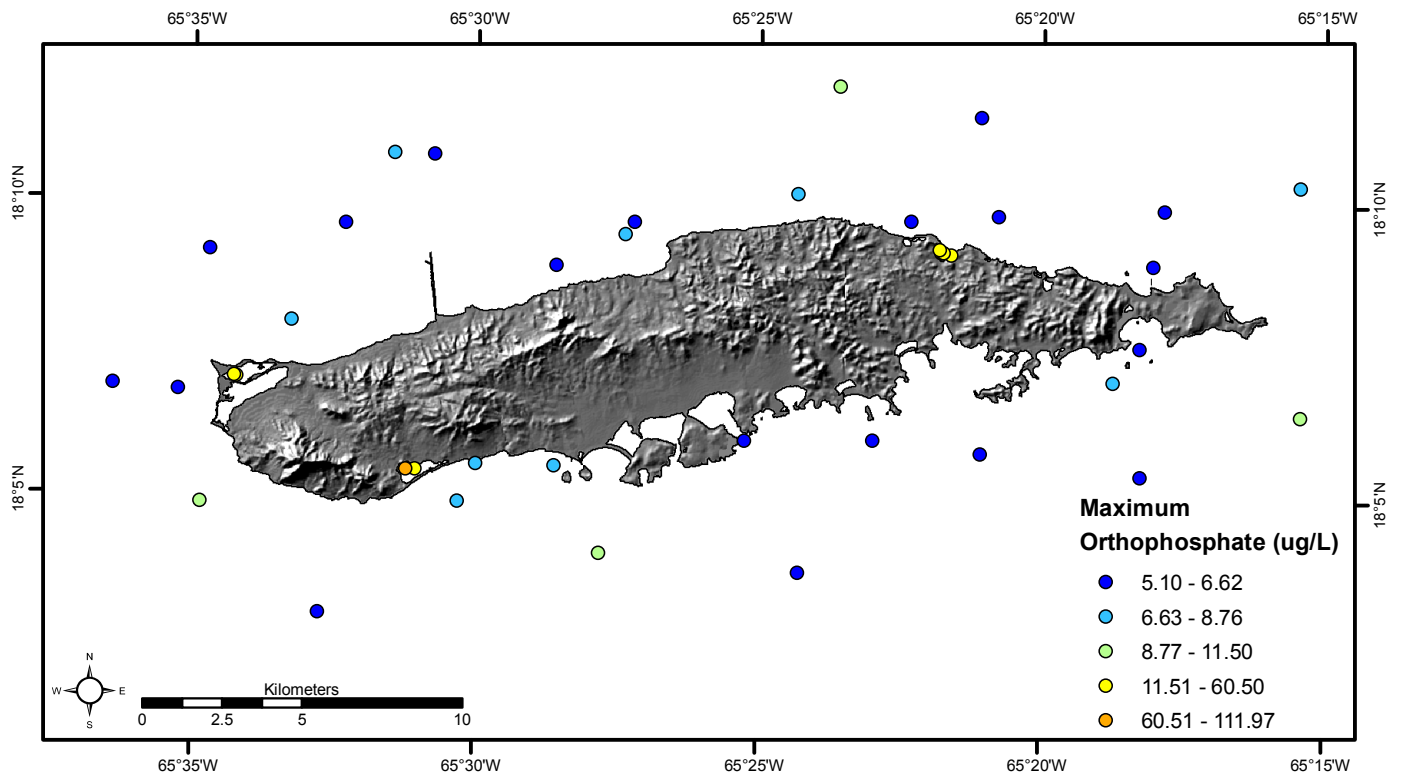 65°35'W 65°30'W 65°25'W 65°20'W 65°15'W
18°10'N
18°10'N
18°5'N
18°5'N
Maximum
Orthophosphate (ug/L)
5.10 - 6.62
6.63 - 8.76
8.77 - 11.50
11.51 - 60.50
60.51 - 111.97
N
W E
S
Kilometers
0 2.5 5 10
65°35'W 65°30'W 65°25'W 65°20'W 65°15'W